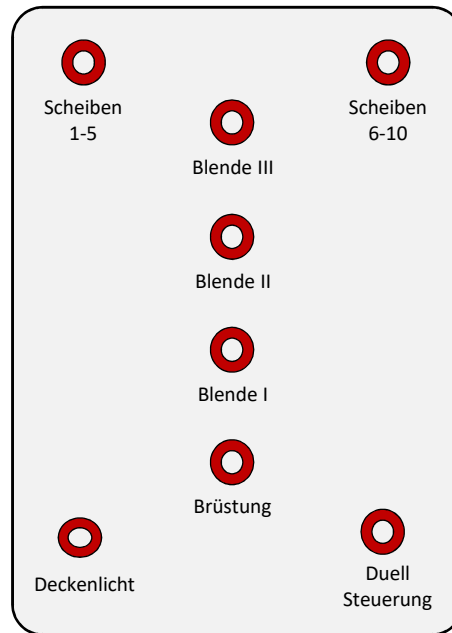 Scheiben
1-5
Scheiben
6-10
Blende III
Blende II
Blende I
Brüstung
Deckenlicht
Duell
Steuerung